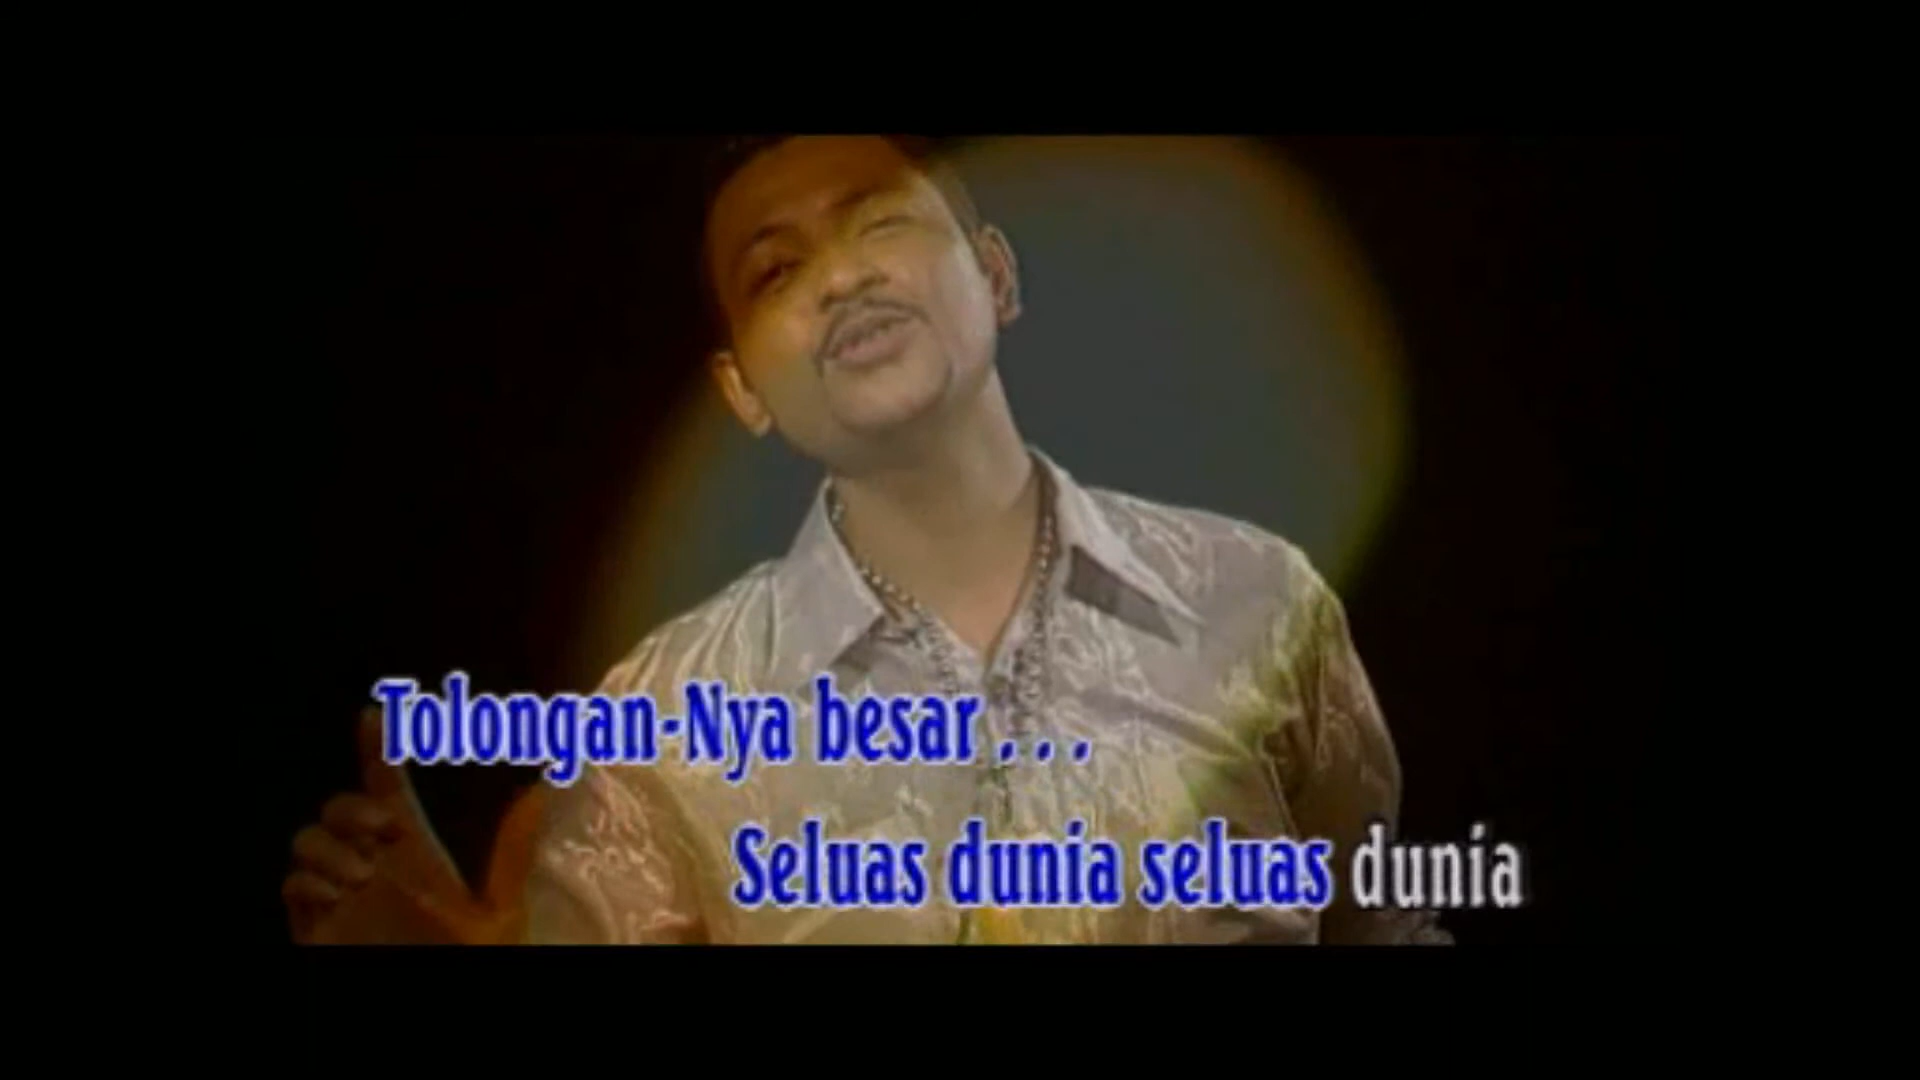 Tolongan-Nya besar . . .
Seluas dunia seluas dunia